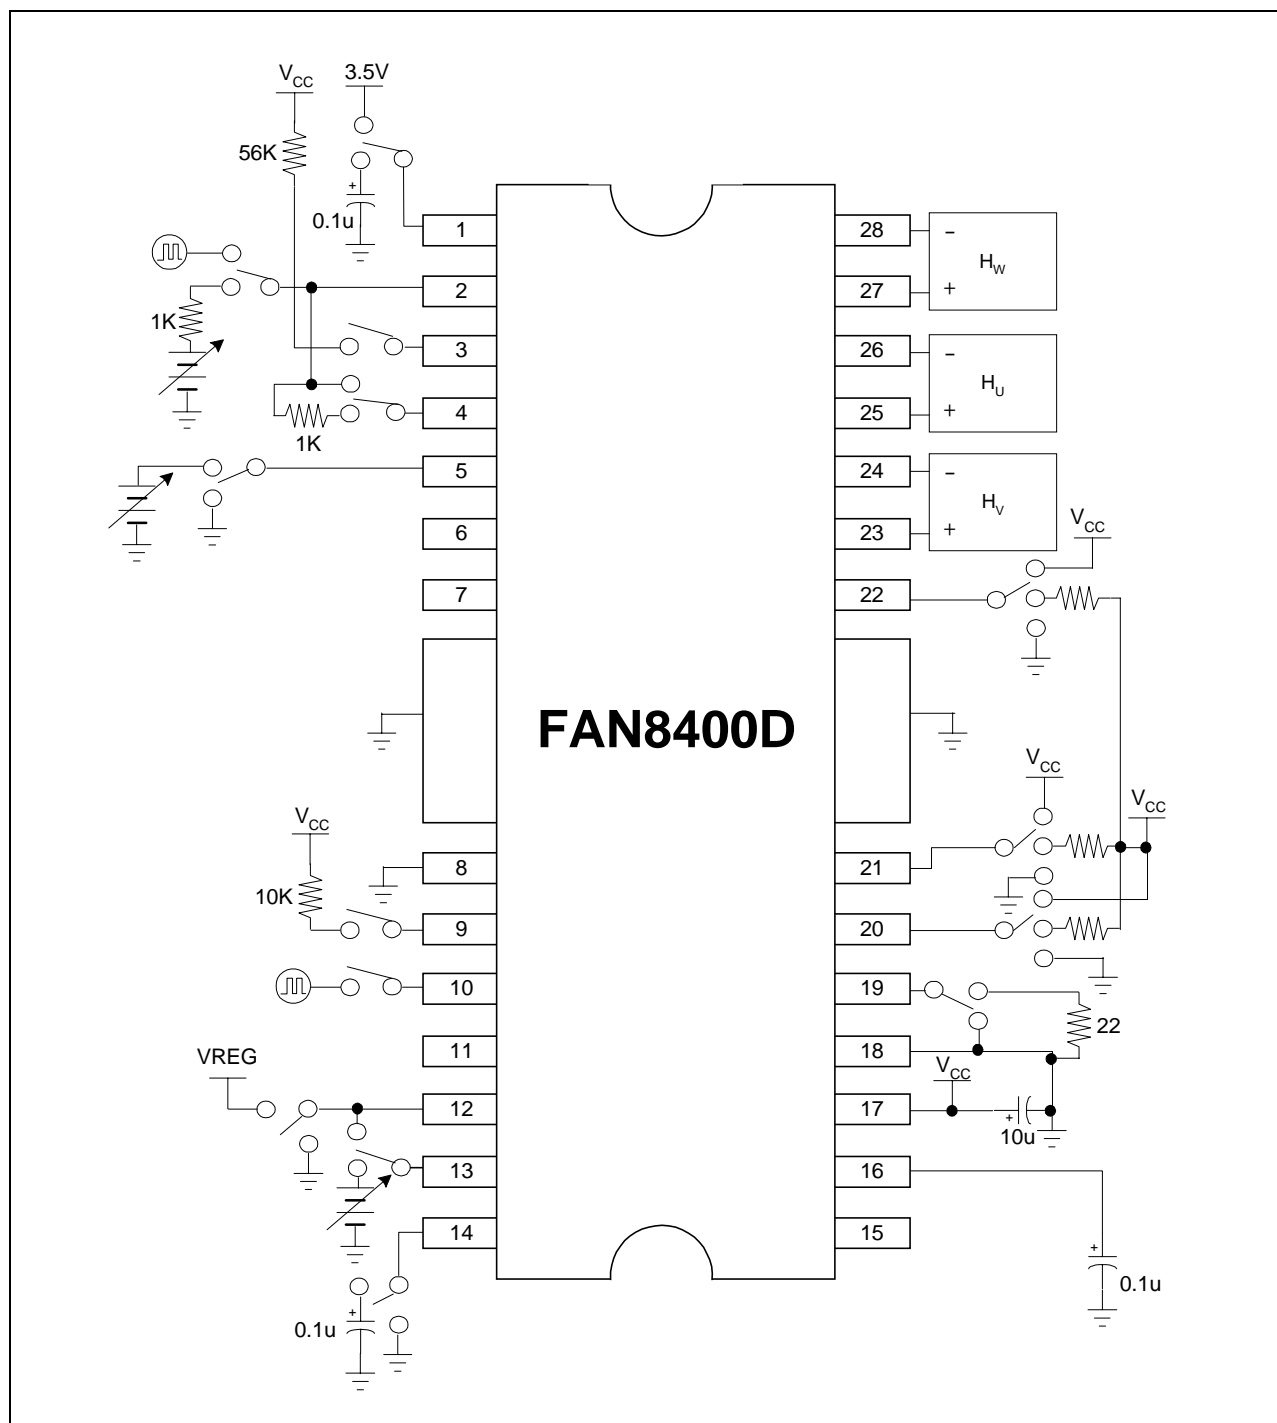 VCC 3.5V
56K
0.1u
1 28
-
HW
2 27
+
1K
3 26
-
HU
4 25
+
1K
5 24
-
HV
6 23
+
VCC
7 22
FAN8400D
VCC
VCC
VCC
8 21
10K
9 20
10 19
22
11 18
VREG
VCC
12 17
+
10u
13 16
14 15
+
0.1u
+
0.1u